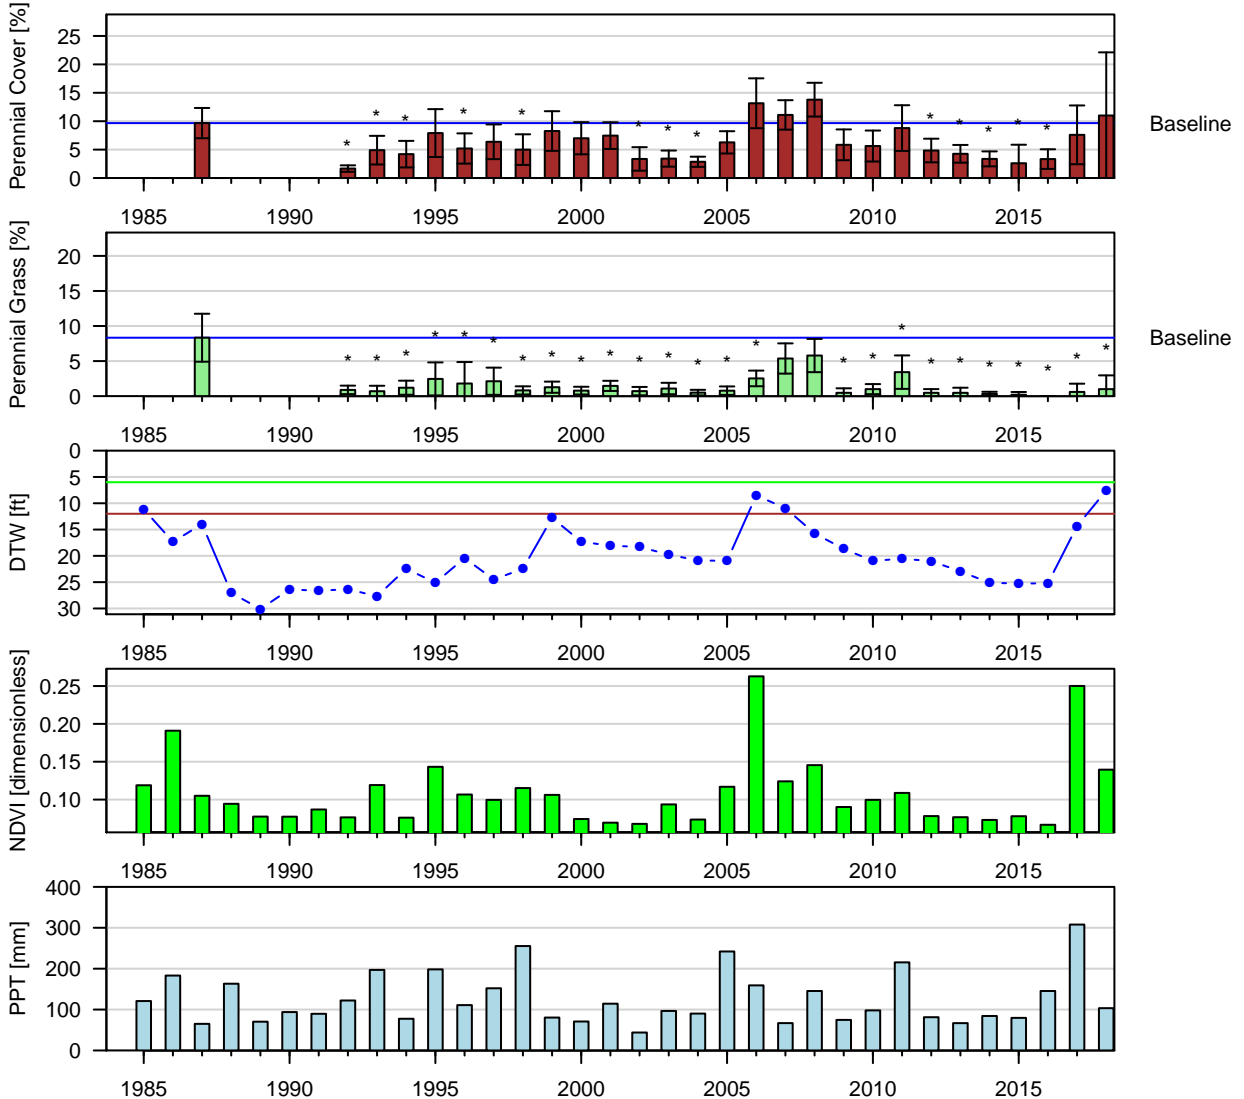 Perennial Cover [%]
25
20
15
10
5
0
* * * * * * * * * * * * *
Baseline
1985 1990 1995 2000 2005 2010 2015
Perennial Grass [%]
20
15
10
5
0
* * * * * * * * * * * * * * * * * * * * * * * * *
Baseline
1985 1990 1995 2000 2005 2010 2015
DTW [ft]
0
5
10
15
20
25
30
1985 1990 1995 2000 2005 2010 2015
NDVI [dimensionless]
0.25
0.20
0.15
0.10
1985 1990 1995 2000 2005 2010 2015
PPT [mm]
400
300
200
100
0
1985 1990 1995 2000 2005 2010 2015